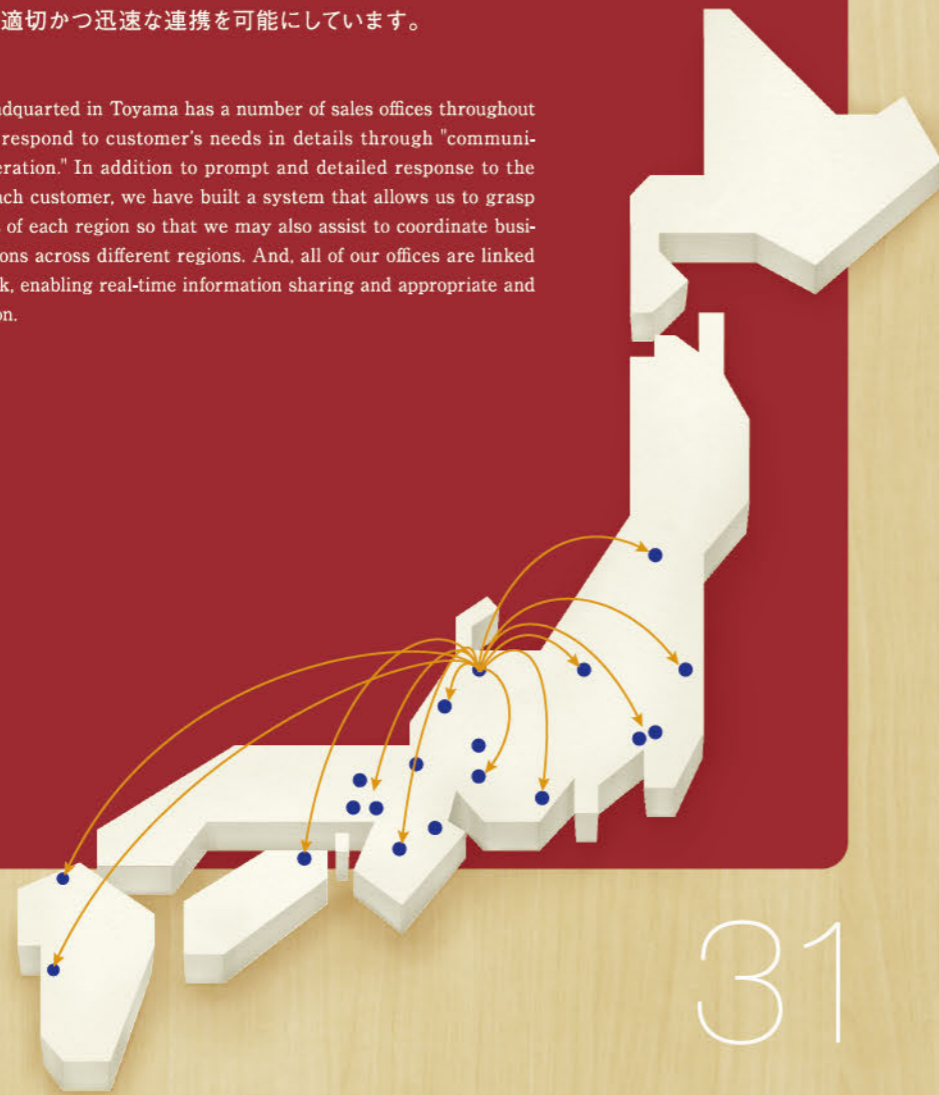 適切かつ迅速な連携を可能にしています。
dquarted in Toyama has a number of sales offices throughout
respond to customer's needs in details through "communi-
eration." In addition to prompt and detailed response to the
ach customer, we have built a system that allows us to grasp
s of each region so that we may also assist to coordinate busi-
ons across different regions. And, all of our offices are linked
k, enabling real-time information sharing and appropriate and
on.
31